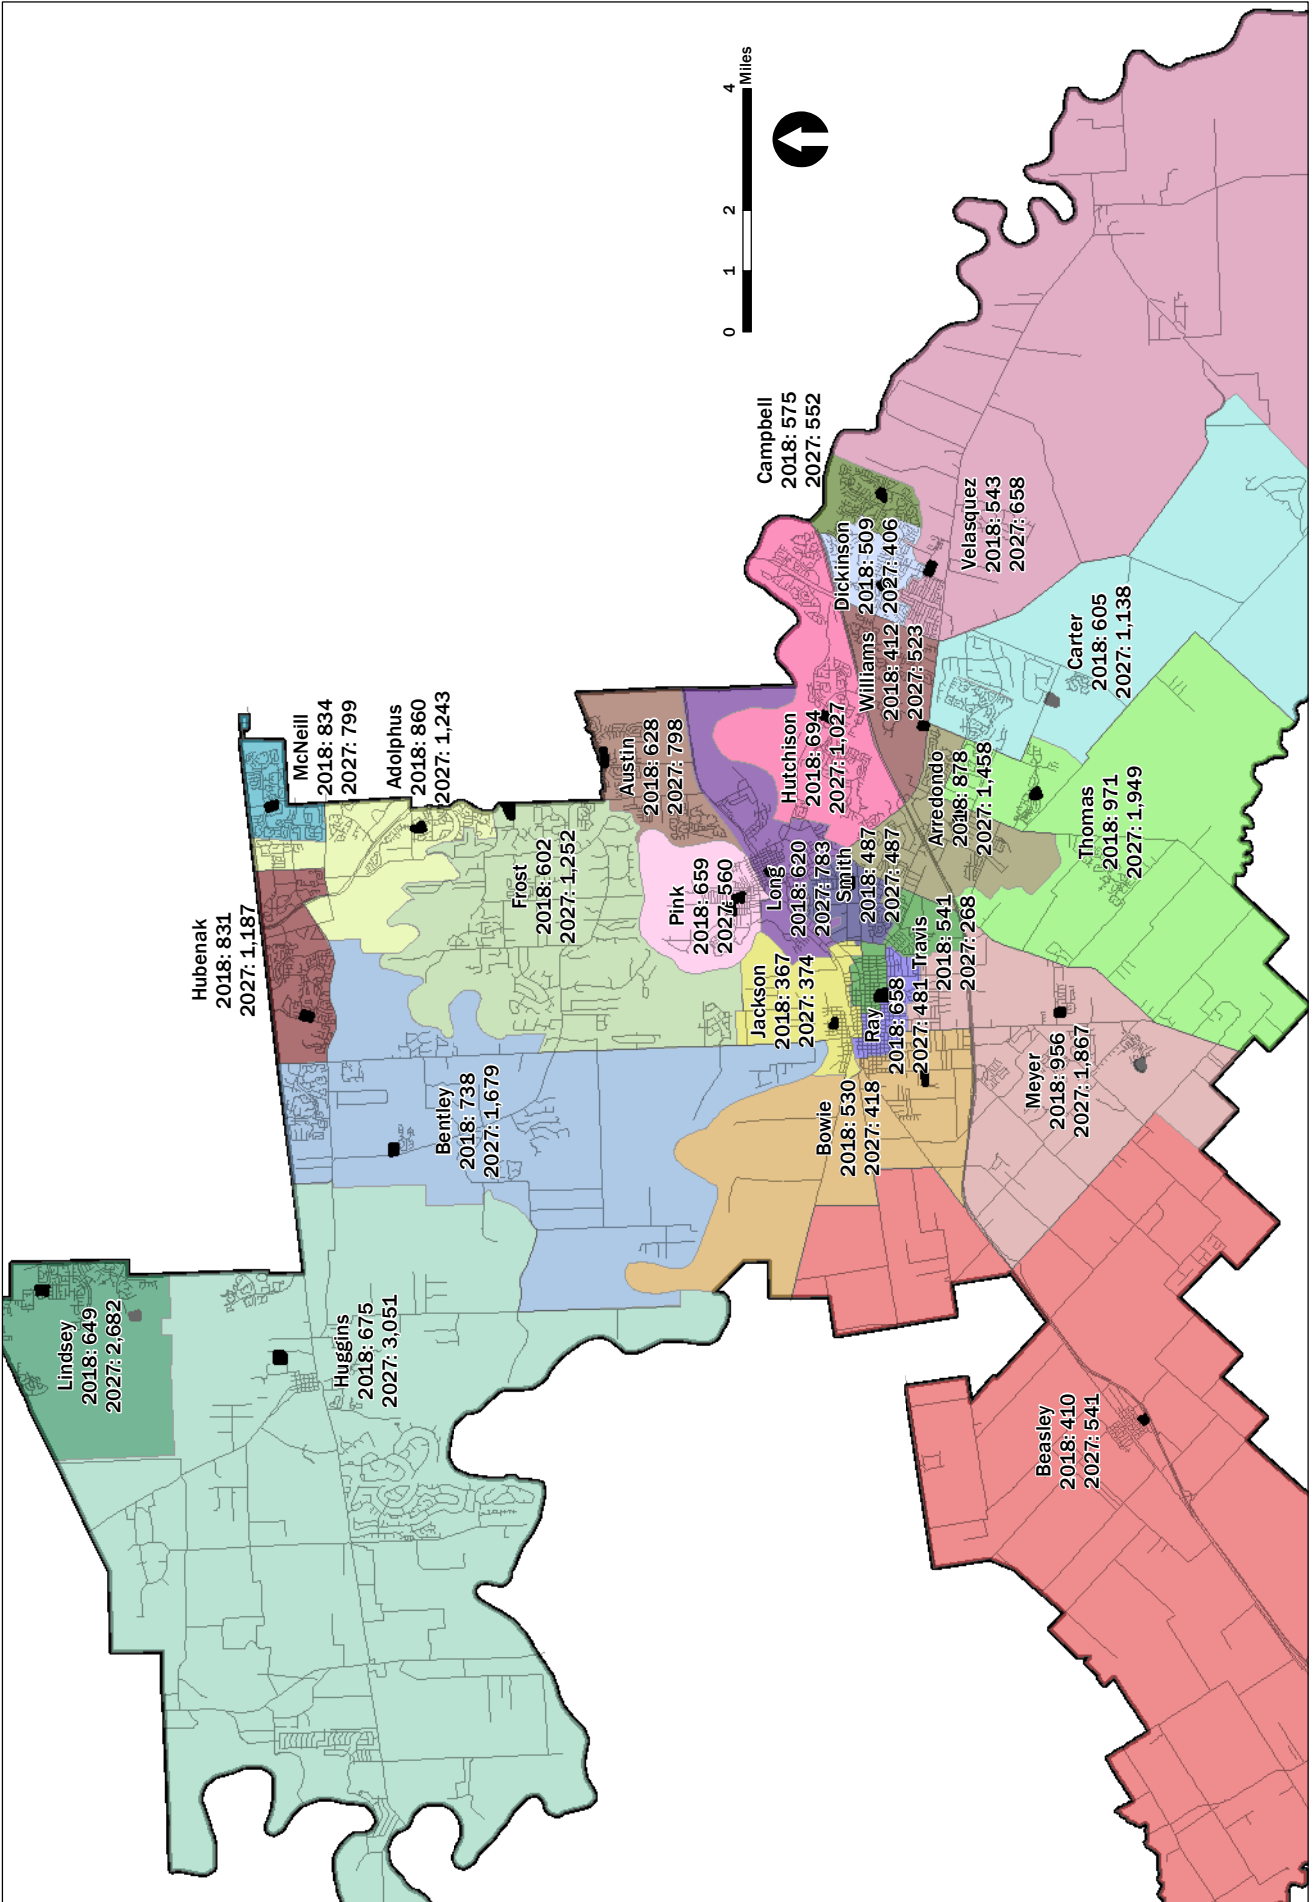 Lindsey
2018: 649
2027: 2,682
Huggins
2018: 675
2027: 3,051
Hubenak
2018: 831
2027: 1,187
McNeill
2018: 834
2027: 799
Adolphus
2018: 860
2027: 1,243
Bentley
2018: 738
2027: 1,679
Frost
2018: 602
2027: 1,252
Austin
2018: 628
2027: 798
Pink
2018: 659
2027: 560
Long
2018: 620
2027: 783
Jackson
2018: 367
2027: 374
Smith
2018: 487
2027: 487
Hutchison
2018: 694
2027: 1,027
Campbell
2018: 575
2027: 552
Dickinson
2018: 509
2027: 406
Williams
2018: 412
2027: 523
Velasquez
2018: 543
2027: 658
Carter
2018: 605
2027: 1,138
Arredondo
2018: 878
2027: 1,458
Thomas
2018: 971
2027: 1,949
Travis
2018: 541
2027: 268
Ray
2018: 658
2027: 481
Bowie
2018: 530
2027: 418
Meyer
2018: 956
2027: 1,867
Beasley
2018: 410
2027: 541
0 1 2 4
Miles